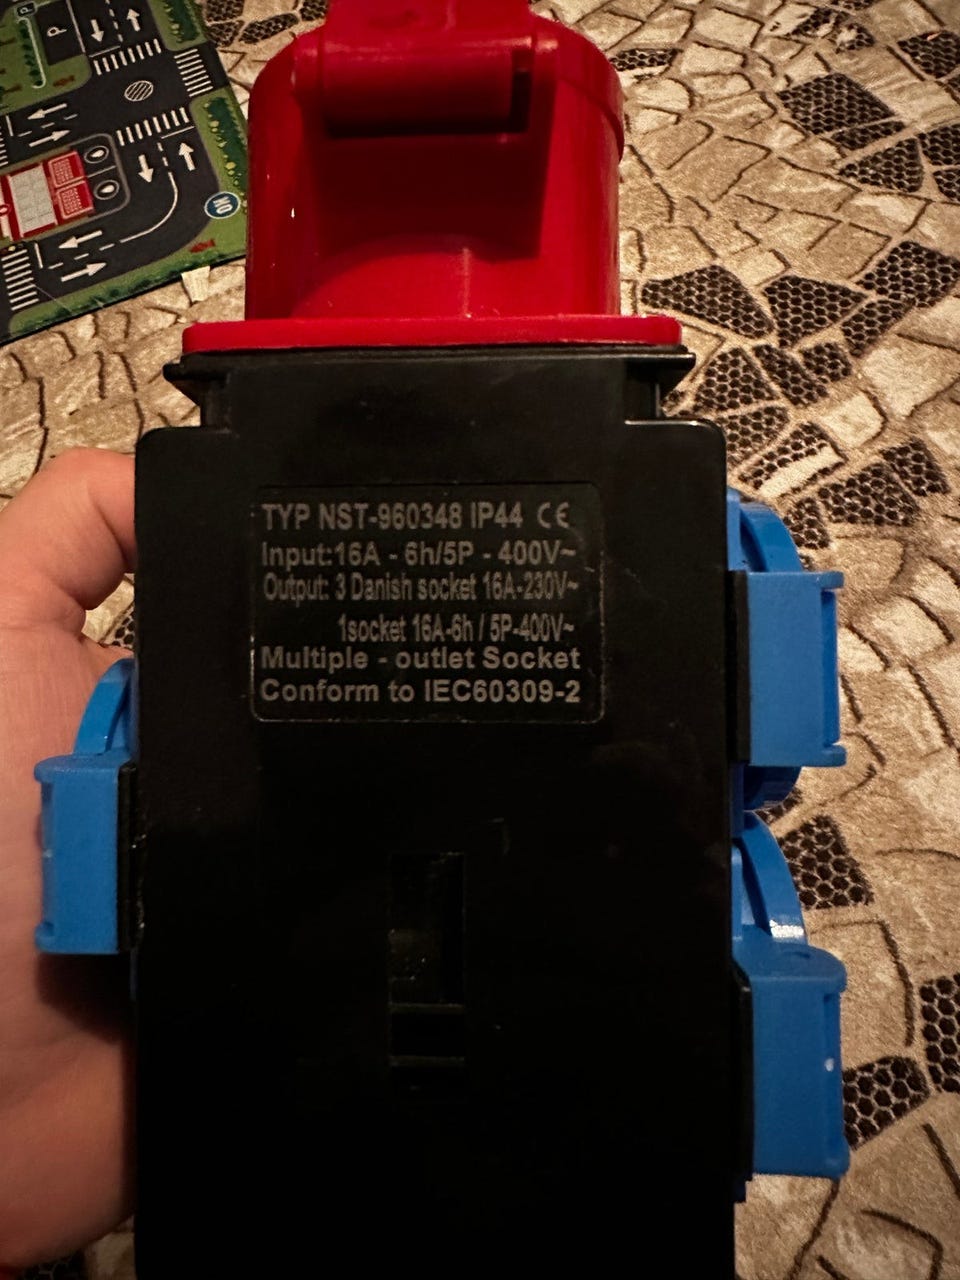 P
P
ON
TYP NST-960348 IP44 CE
Input:16A - 6h/5P - 400V~
Output: 3 Danish socket 16A-230V~
1socket 16A-6h / 5P-400V~
Multiple - outlet Socket
Conform to IEC60309-2